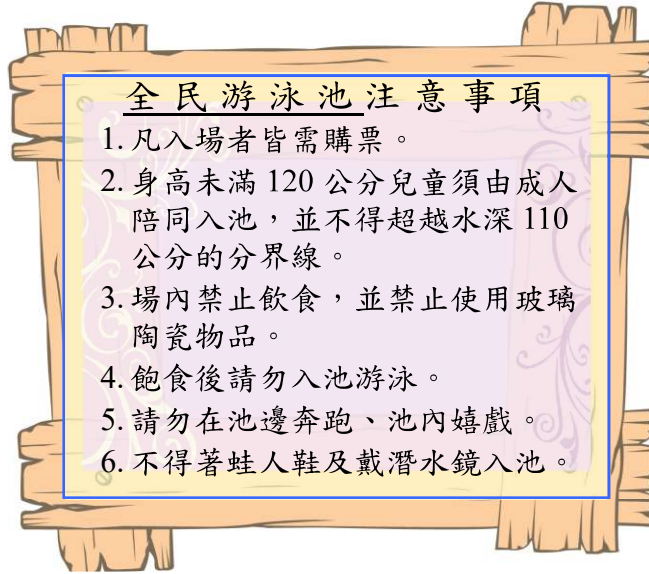 全民游泳池注意事項
1. 凡入場者皆需購票。
2. 身高未滿 120 公分兒童須由成人
陪同入池，並不得超越水深 110
公分的分界線。
3. 場內禁止飲食，並禁止使用玻璃
陶瓷物品。
4. 飽食後請勿入池游泳。
5. 請勿在池邊奔跑、池內嬉戲。
6. 不得著蛙人鞋及戴潛水鏡入池。